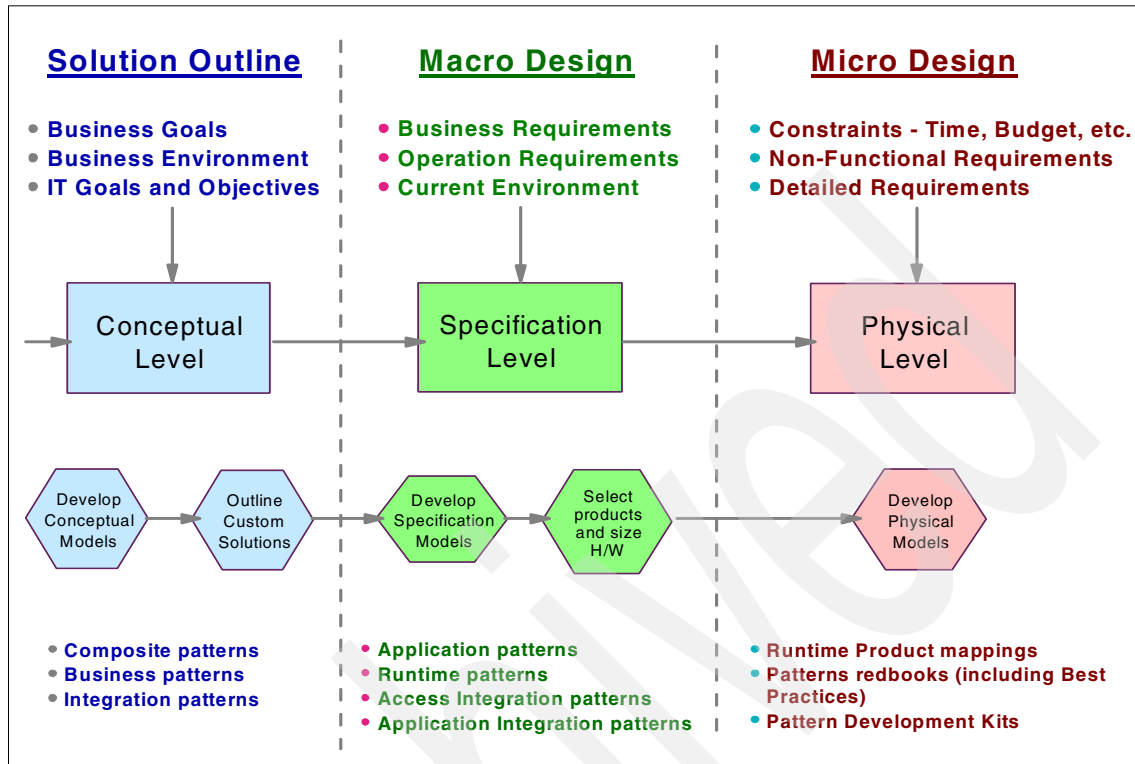 Solution Outline
Business Goals
Business Environment
IT Goals and Objectives
Conceptual
Level
Develop
Conceptual
Models
Outline
Custom
Solutions
Composite patterns
Business patterns
Integration patterns
Macro Design
Business Requirements
Operation Requirements
Current Environment
Specification
Level
Develop
Specification
Models
Select
products
and size
H/W
Application patterns
Runtime patterns
Access Integration patterns
Application Integration patterns
Micro Design
Constraints - Time, Budget, etc.
Non-Functional Requirements
Detailed Requirements
Physical
Level
Develop
Physical
Models
Runtime Product mappings
Patterns redbooks (including Best
Practices)
Pattern Development Kits